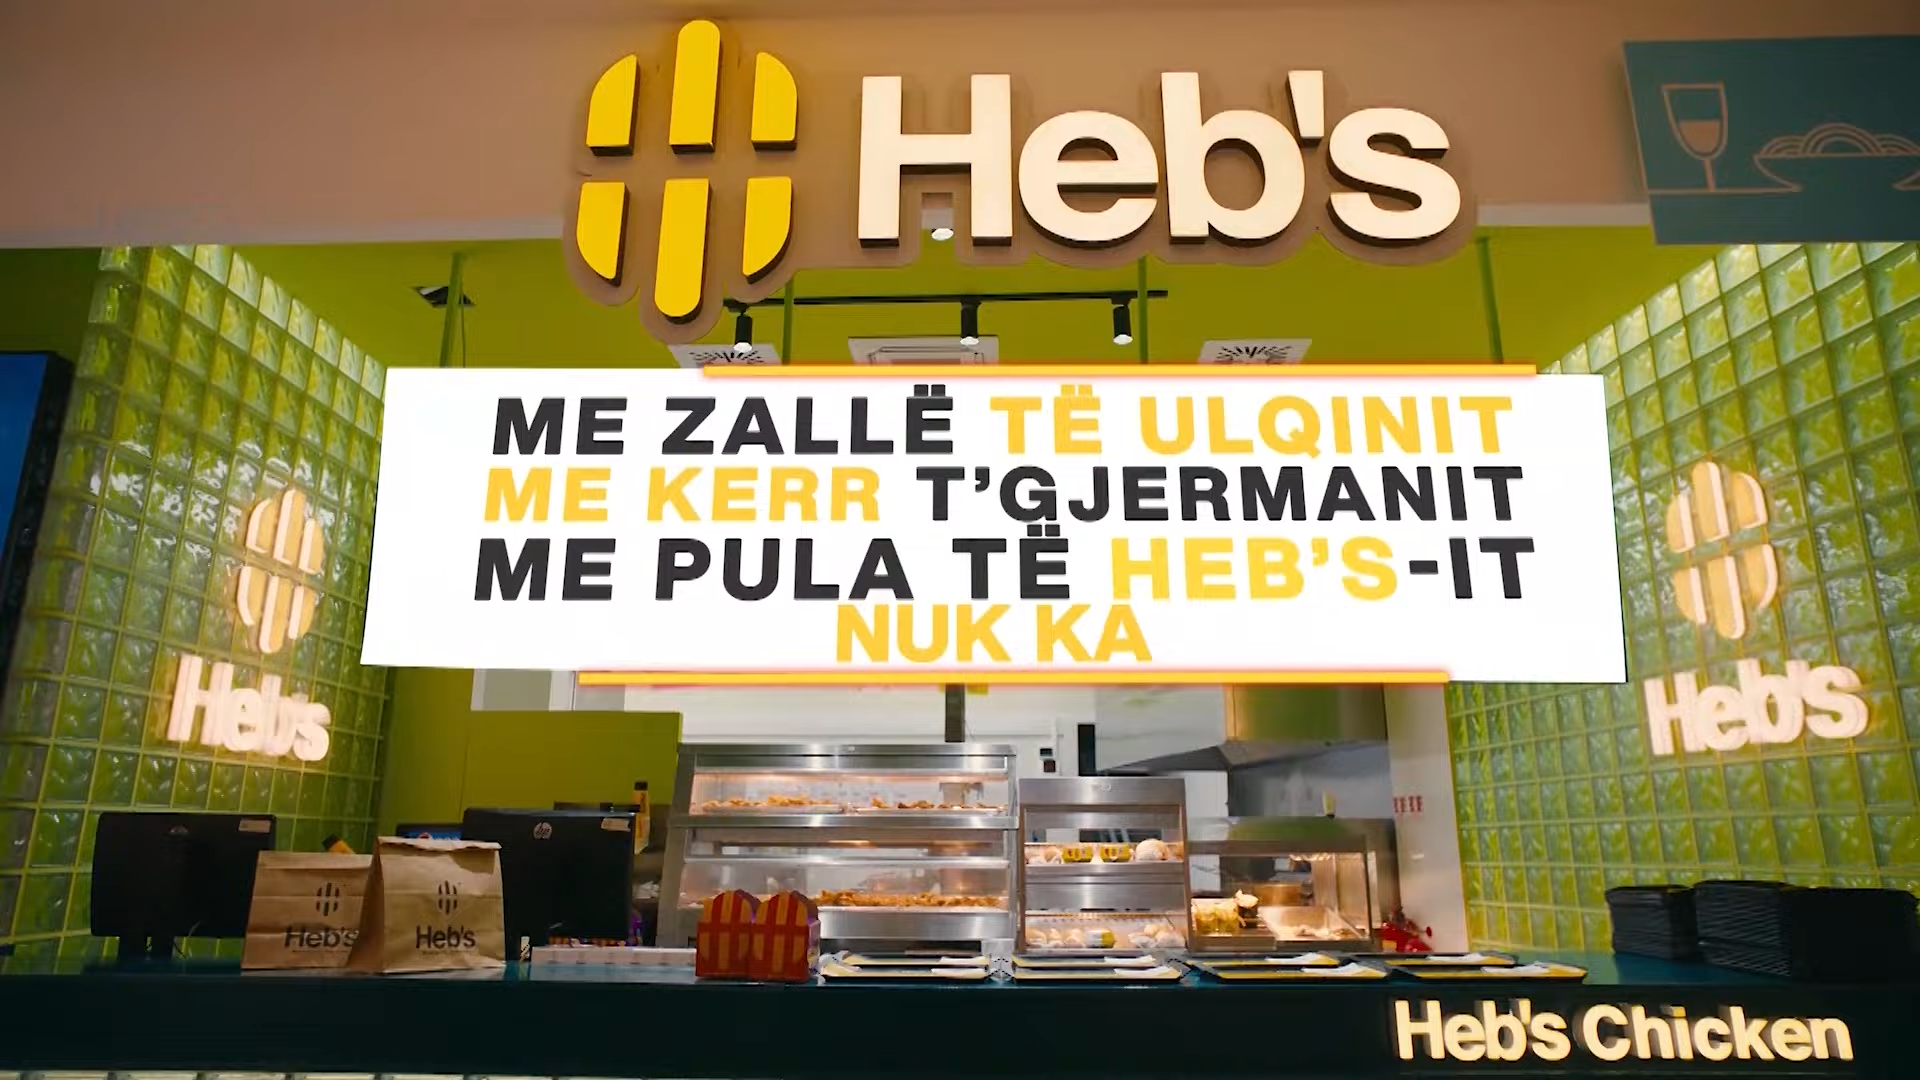 Heb's
ME ZALLË TË ULQINIT
ME KERR T’GJERMANIT
ME PULA TË HEB’S-IT
NUK KA
Heb's
Heb's
Heb's
Heb's
Heb's Chicken